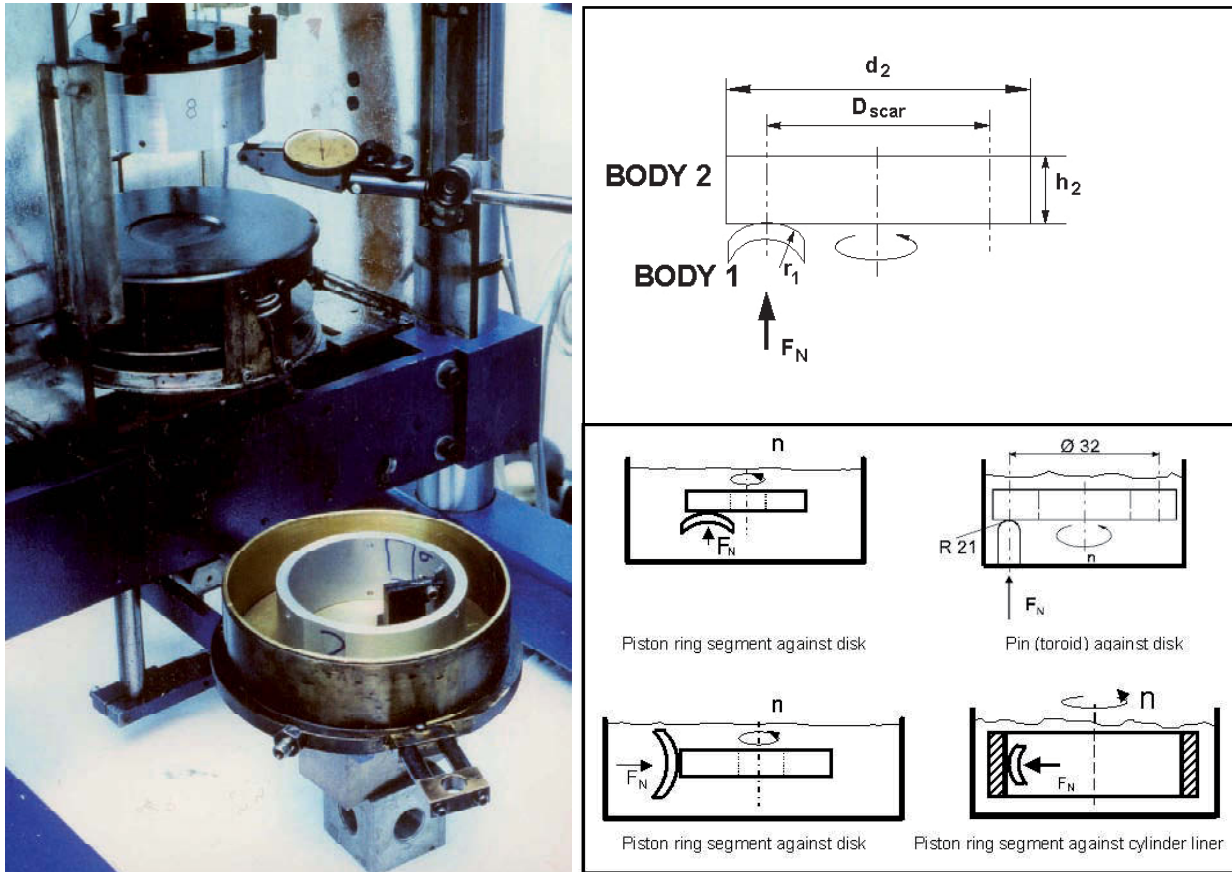 8
d2
Dscar
BODY 2
h2
BODY 1
r1
FN
n
FN
Piston ring segment against disk
Ø 32
R 21
n
FN
Pin (toroid) against disk
n
FN
Piston ring segment against disk
n
FN
Piston ring segment against cylinder liner